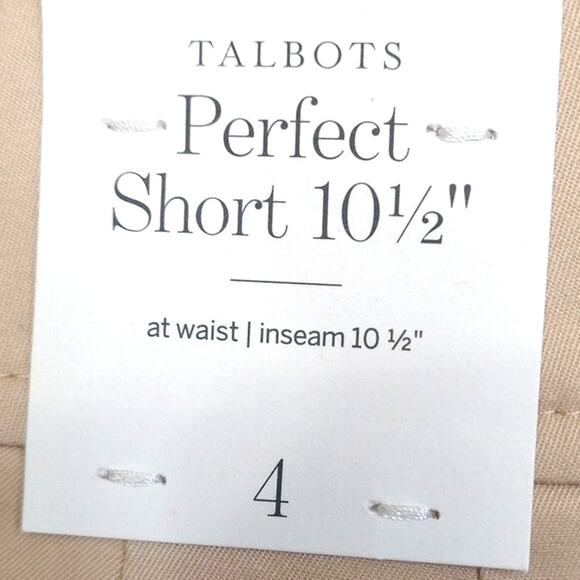 TALBOTS
Perfect
Short 10½"
at waist | inseam 10 ½"
4